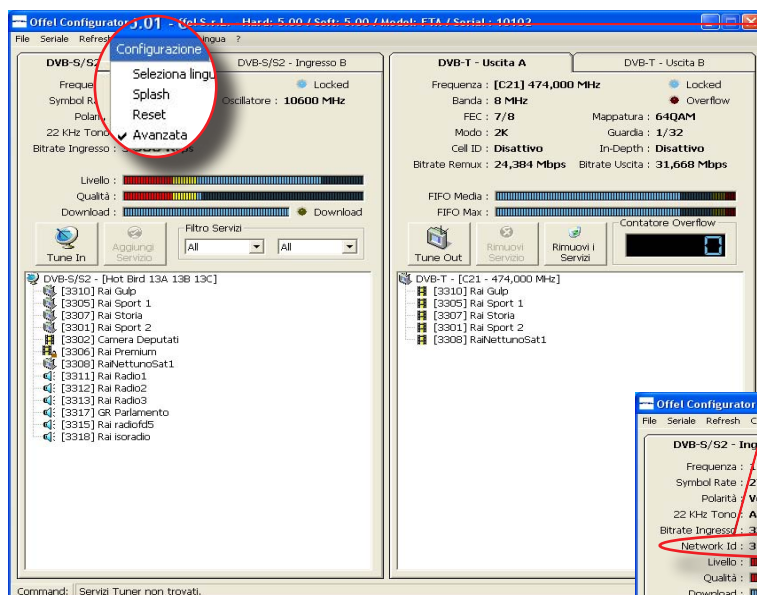 Offel Configurator 5.01 - Offel S.r.l. Hard: 5.00 / Soft: 5.00 / Model: ETA / Serial : 10102
File Seriale Refresh ?
Configurazione
Seleziona lingu
Splash
Reset
Avanzata
DVB-S/S2
DVB-S/S2 - Ingresso B
Locked
Oscillatore : 10600 MHz
22 KHz Tono
Bitrate Ingresso :
Livello :
Qualità :
Download :
Download
Tune In
Aggiungi Servizio
Filtro Servizi
All
All
DVB-S/S2 - [Hot Bird 13A 13B 13C]
[3310] Rai Gulp
[3305] Rai Sport 1
[3307] Rai Storia
[3301] Rai Sport 2
[3302] Camera Deputati
[3306] Rai Premium
[3308] RaiNettunoSat1
[3311] Rai Radio1
[3312] Rai Radio2
[3313] Rai Radio3
[3317] GR Parlamento
[3315] Rai radiofd5
[3318] Rai isoradio
DVB-T - Uscita A
DVB-T - Uscita B
Frequenza : [C21] 474,000 MHz
Locked
Banda : 8 MHz
Overflow
FEC : 7/8
Mappatura : 64QAM
Modo : 2K
Guardia : 1/32
Cell ID : Disattivo
In-Depth : Disattivo
Bitrate Remux : 24,384 Mbps
Bitrate Uscita : 31,668 Mbps
FIFO Media :
FIFO Max :
Tune Out
Rimuovi Servizio
Rimuovi i Servizi
Contatore Overflow
0
DVB-T - [C21 - 474,000 MHz]
[3310] Rai Gulp
[3305] Rai Sport 1
[3307] Rai Storia
[3301] Rai Sport 2
[3308] RaiNettunoSat1
Offel Configurator
File Seriale Refresh C
DVB-S/S2 - Ing
Frequenza : 1
Symbol Rate : 2
Polarità : V
22 KHz Tono : A
Bitrate Ingresso : 3
Network Id : 3
Livello :
Qualità :
Download :
Command: Servizi Tuner non trovati.